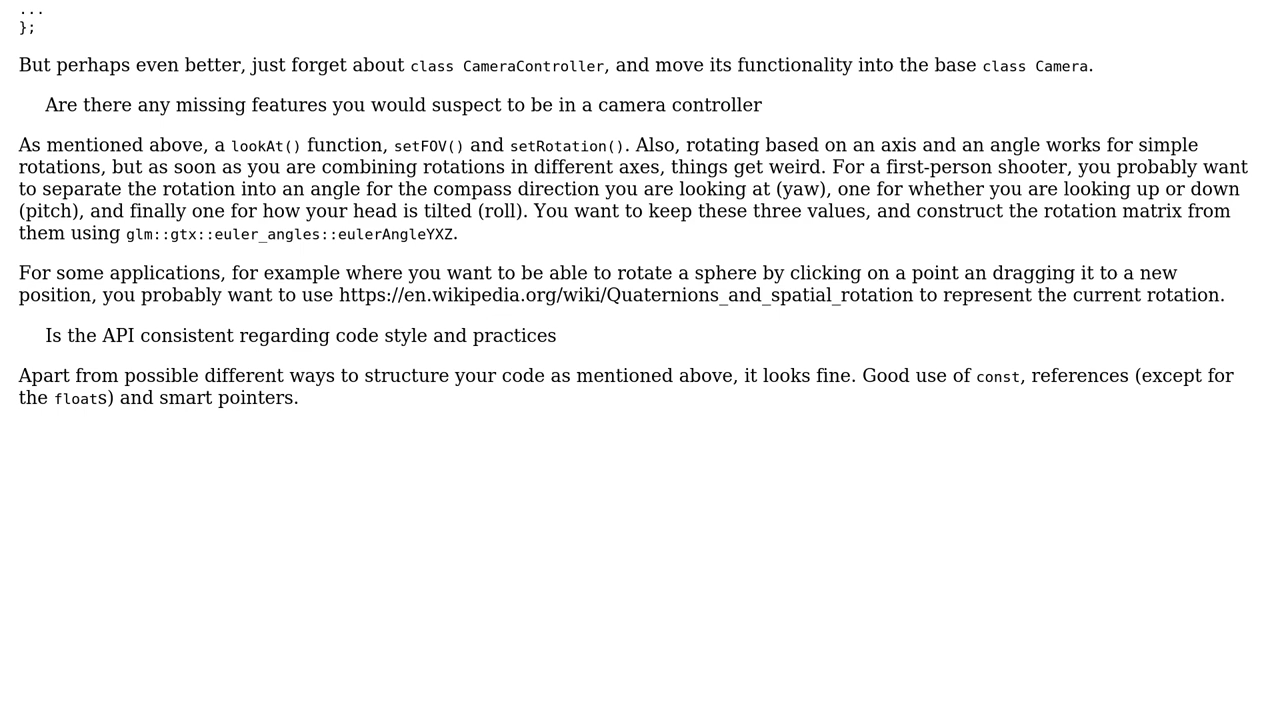 ...
};
But perhaps even better, just forget about class CameraController, and move its functionality into the base class Camera.
Are there any missing features you would suspect to be in a camera controller
As mentioned above, a lookAt() function, setFOV() and setRotation(). Also, rotating based on an axis and an angle works for simple
rotations, but as soon as you are combining rotations in different axes, things get weird. For a first-person shooter, you probably want
to separate the rotation into an angle for the compass direction you are looking at (yaw), one for whether you are looking up or down
(pitch), and finally one for how your head is tilted (roll). You want to keep these three values, and construct the rotation matrix from
them using glm::gtx::euler_angles::eulerAngleYXZ.
For some applications, for example where you want to be able to rotate a sphere by clicking on a point an dragging it to a new
position, you probably want to use https://en.wikipedia.org/wiki/Quaternions_and_spatial_rotation to represent the current rotation.
Is the API consistent regarding code style and practices
Apart from possible different ways to structure your code as mentioned above, it looks fine. Good use of const, references (except for
the floats) and smart pointers.